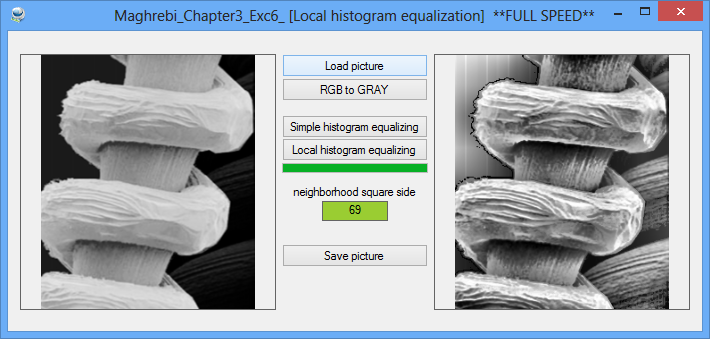 Maghrebi_Chapter3_Exc6_ [Local histogram equalization]  **FULL SPEED**
Load picture
RGB to GRAY
Simple histogram equalizing
Local histogram equalizing
neighborhood square side
69
Save picture